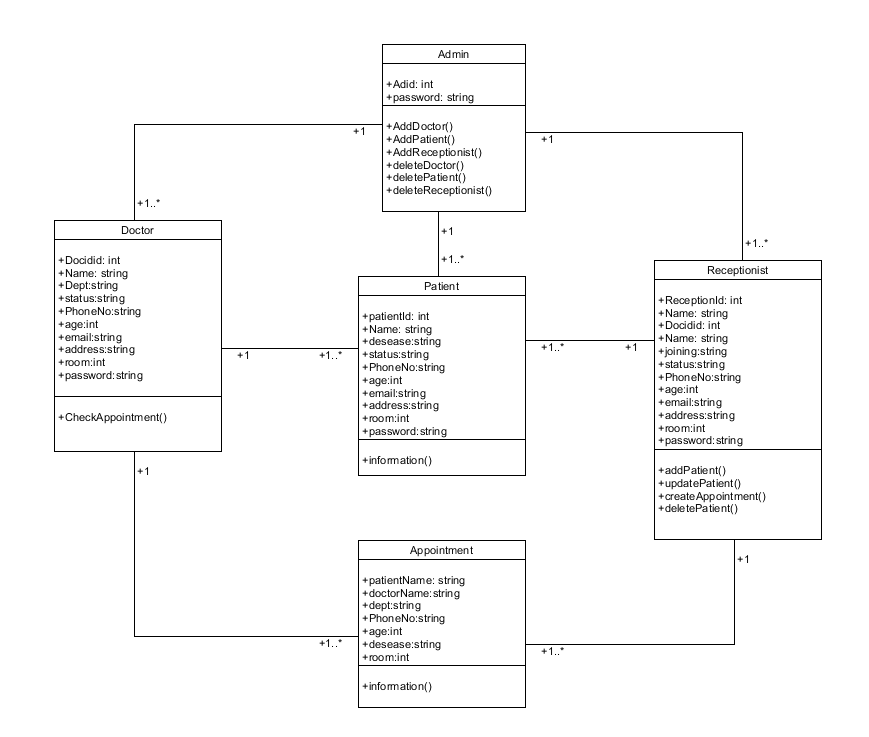 Admin
+Adid: int
+password: string
+AddDoctor()
+AddPatient()
+AddReceptionist()
+deleteDoctor()
+deletePatient()
+deleteReceptionist()
+1
+1
+1..*
+1
+1..*
+1..*
Doctor
+Docidid: int
+Name: string
+Dept:string
+status:string
+PhoneNo:string
+age:int
+email:string
+address:string
+room:int
+password:string
+CheckAppointment()
+1
+1..*
Patient
+patientId: int
+Name: string
+desease:string
+status:string
+PhoneNo:string
+age:int
+email:string
+address:string
+room:int
+password:string
+information()
+1..*
+1
Receptionist
+ReceptionId: int
+Name: string
+Docidid: int
+Name: string
+joining:string
+status:string
+PhoneNo:string
+age:int
+email:string
+address:string
+room:int
+password:string
+addPatient()
+updatePatient()
+createAppointment()
+deletePatient()
+1
+1
Appointment
+patientName: string
+doctorName:string
+dept:string
+PhoneNo:string
+age:int
+desease:string
+room:int
+information()
+1..*
+1..*